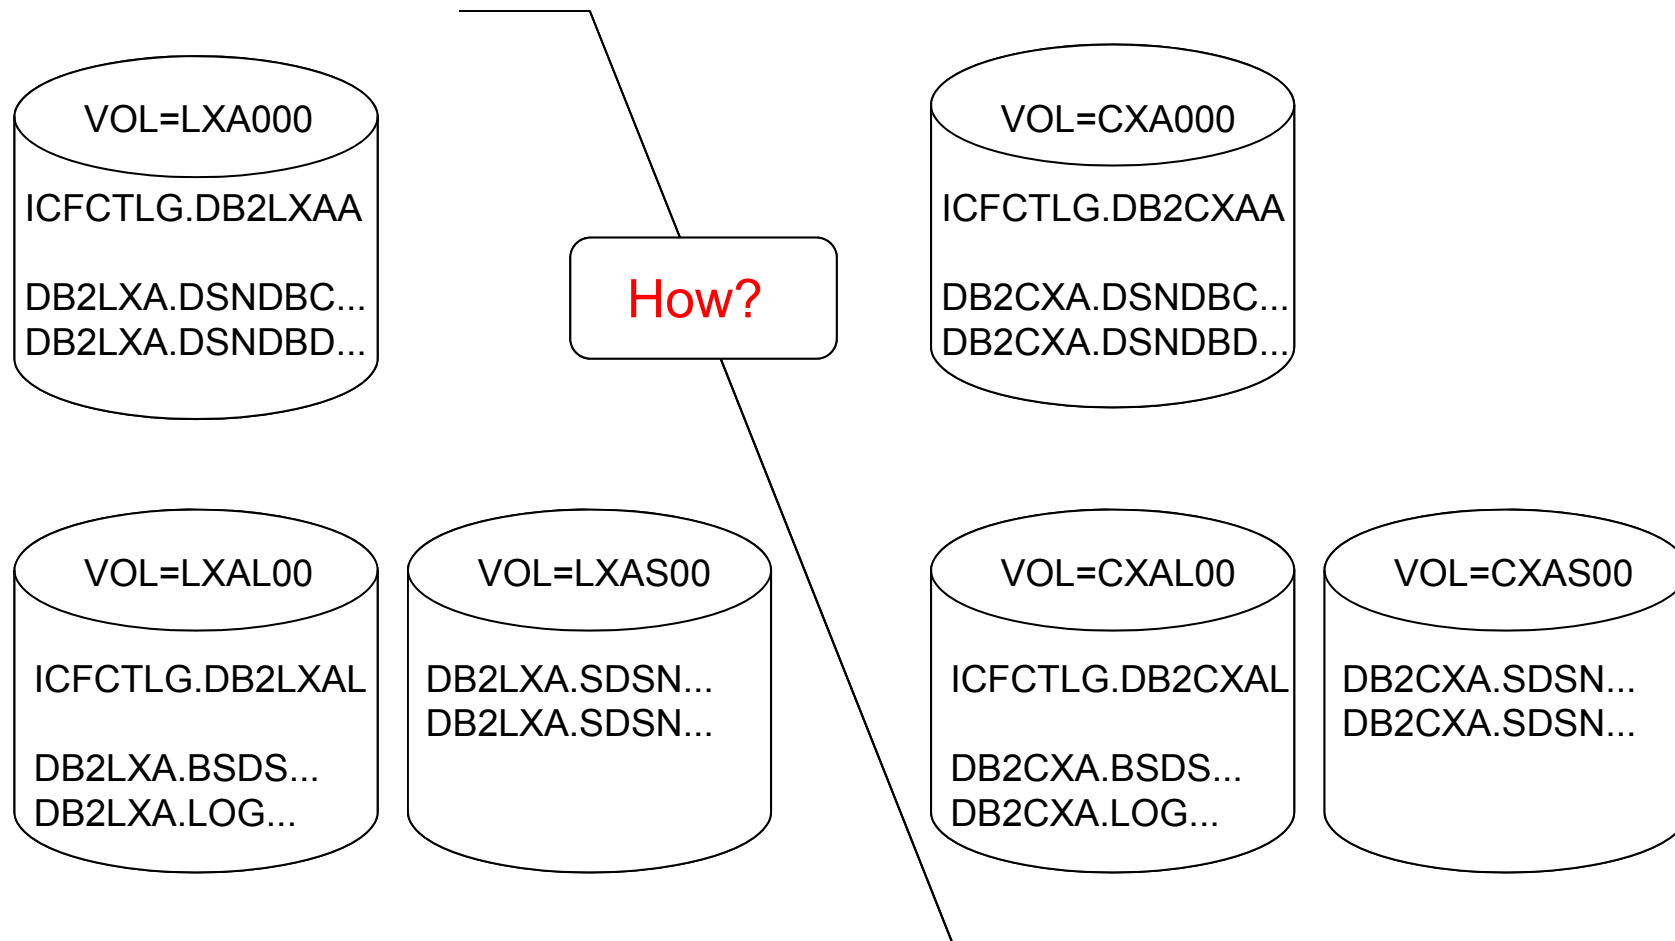 VOL=LXA000
ICFCTLG.DB2LXAA
DB2LXA.DSNDBC...
DB2LXA.DSNDBD...
How?
VOL=CXA000
ICFCTLG.DB2CXAA
DB2CXA.DSNDBC...
DB2CXA.DSNDBD...
VOL=LXAL00
ICFCTLG.DB2LXAL
DB2LXA.BSDS...
DB2LXA.LOG...
VOL=LXAS00
DB2LXA.SDSN...
DB2LXA.SDSN...
VOL=CXAL00
ICFCTLG.DB2CXAL
DB2CXA.BSDS...
DB2CXA.LOG...
VOL=CXAS00
DB2CXA.SDSN...
DB2CXA.SDSN...